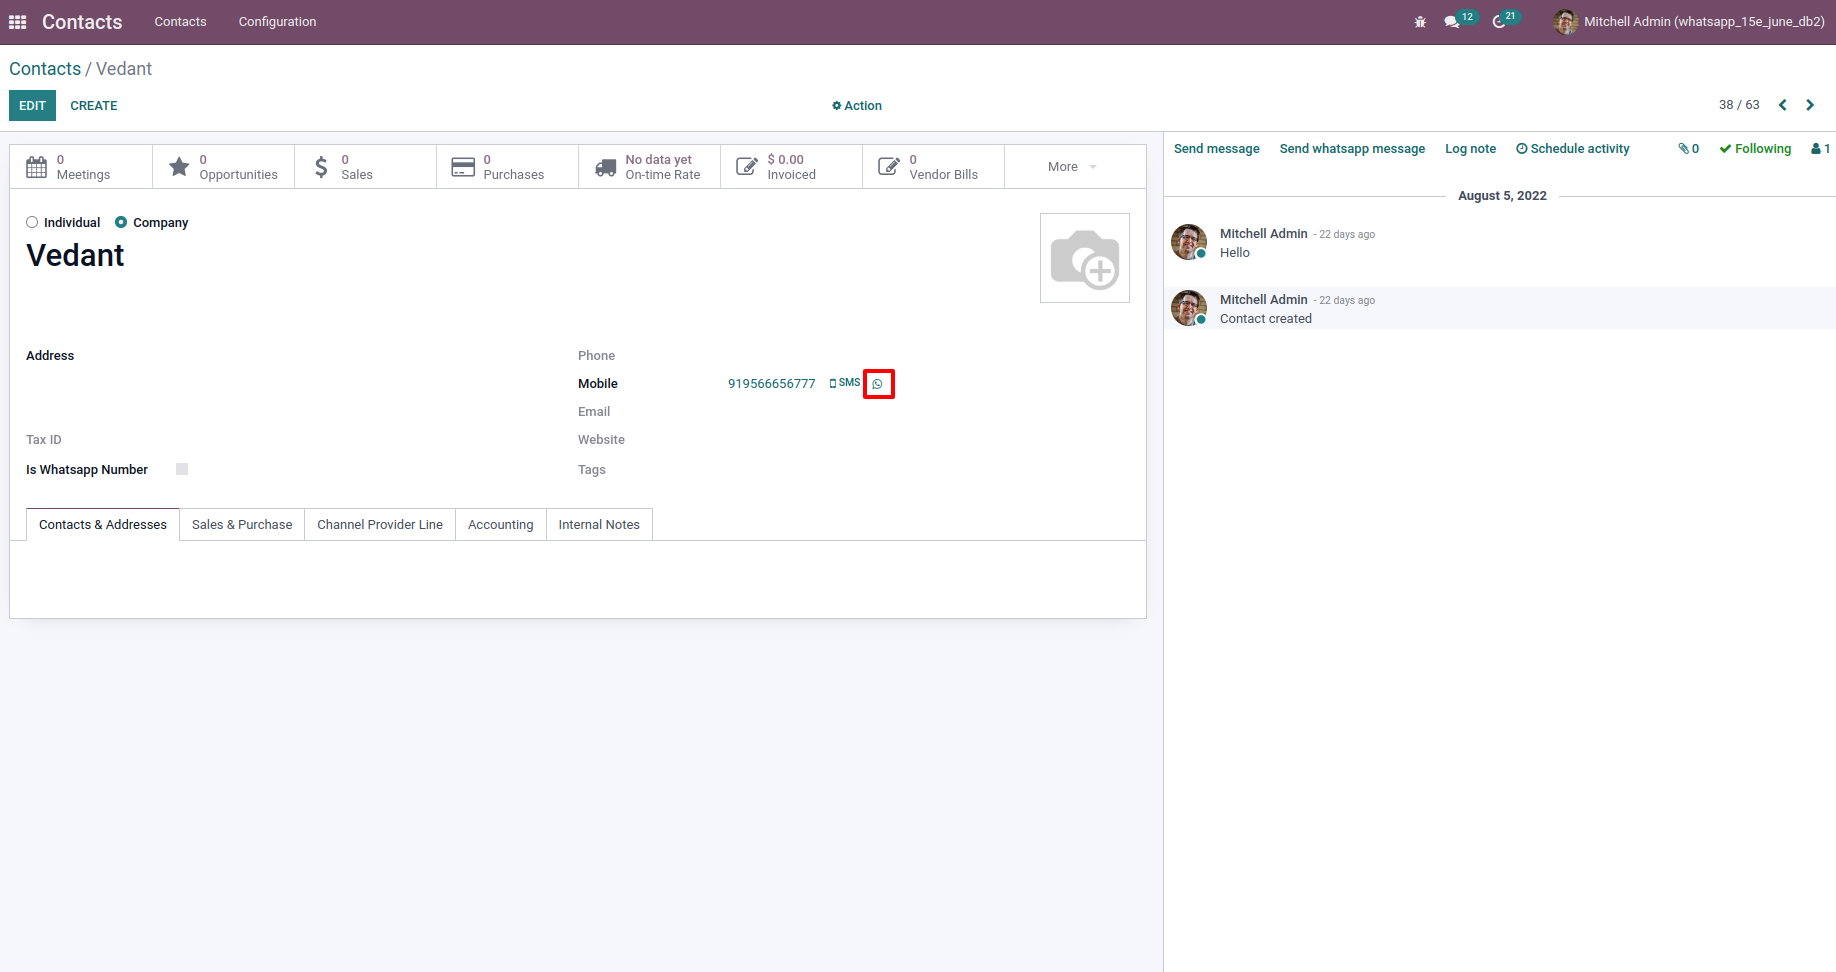 Contacts Contacts Configuration 12 21 Mitchell Admin (whatsapp_15e_june_db2)
Contacts / Vedant
EDIT CREATE Action 38 / 63
0 Meetings
0 Opportunities
0 Sales
0 Purchases
No data yet On-time Rate
$ 0.00 Invoiced
0 Vendor Bills
More
Individual Company
Vedant
Address
Tax ID
Is Whatsapp Number
Phone
Mobile 919566656777 SMS
Email
Website
Tags
Contacts & Addresses Sales & Purchase Channel Provider Line Accounting Internal Notes
Send message Send whatsapp message Log note Schedule activity 0 Following 1
August 5, 2022
Mitchell Admin - 22 days ago
Hello
Mitchell Admin - 22 days ago
Contact created